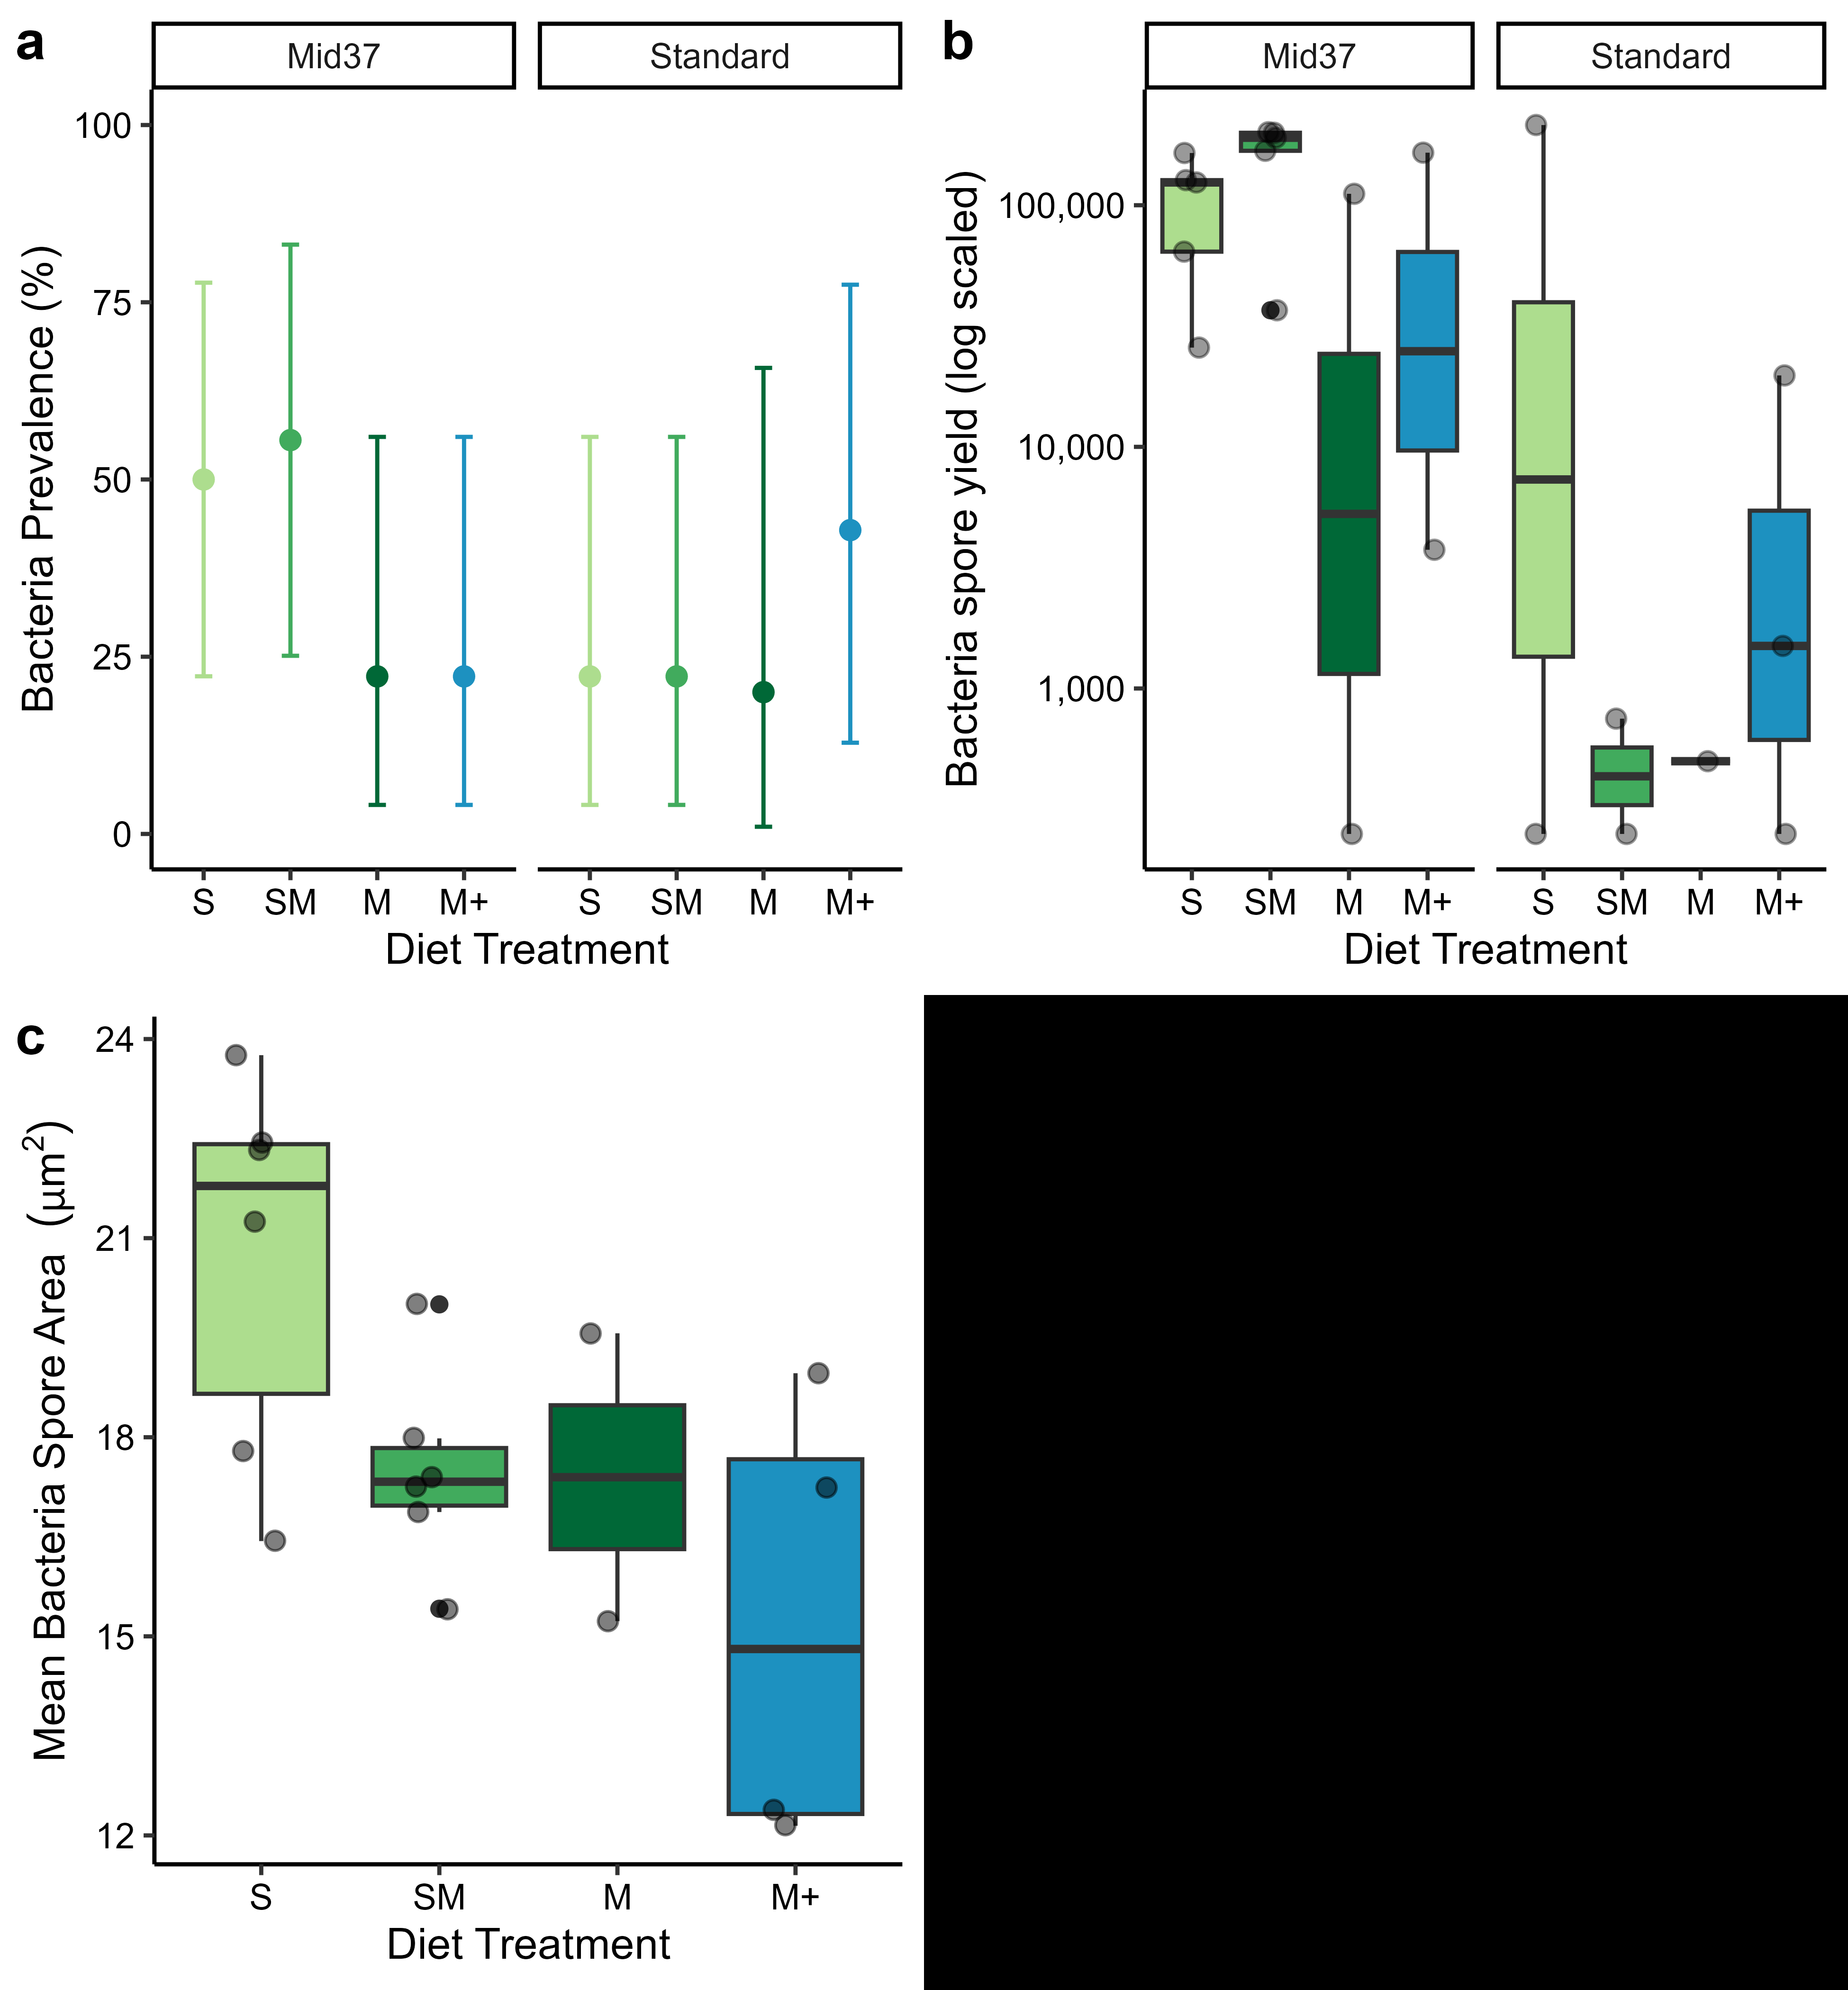 a
Mid37
Standard
Bacteria Prevalence (%)
100
75
50
25
0
S SM M M+
S SM M M+
Diet Treatment
b
Mid37
Standard
Bacteria spore yield (log scaled)
100,000
10,000
1,000
S SM M M+
S SM M M+
Diet Treatment
c
Mean Bacteria Spore Area (µm²)
24
21
18
15
12
S SM M M+
Diet Treatment